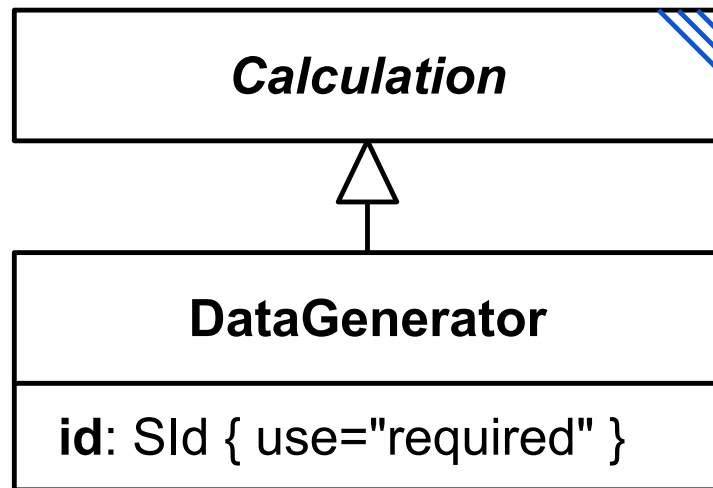 Calculation
DataGenerator
id: SId { use="required" }